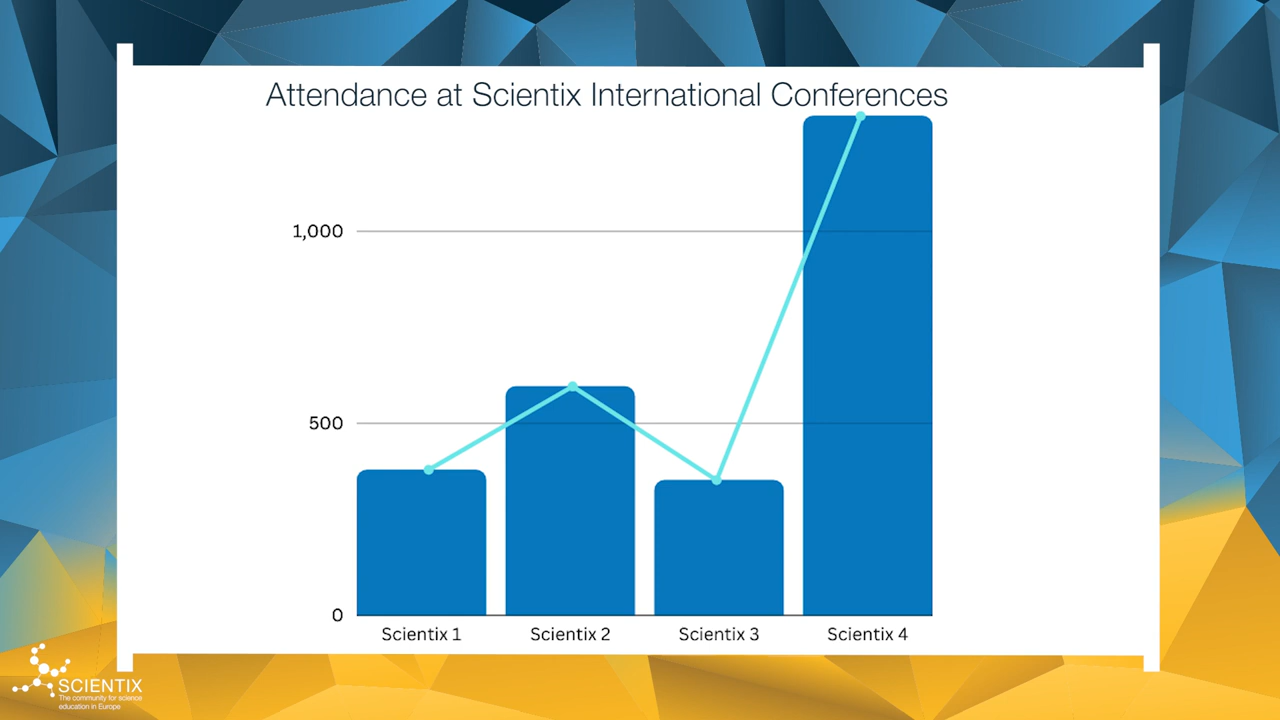 Attendance at Scientix International Conferences
1,000
500
0
Scientix 1
Scientix 2
Scientix 3
Scientix 4
SCIENTIX
The community for science
education in Europe